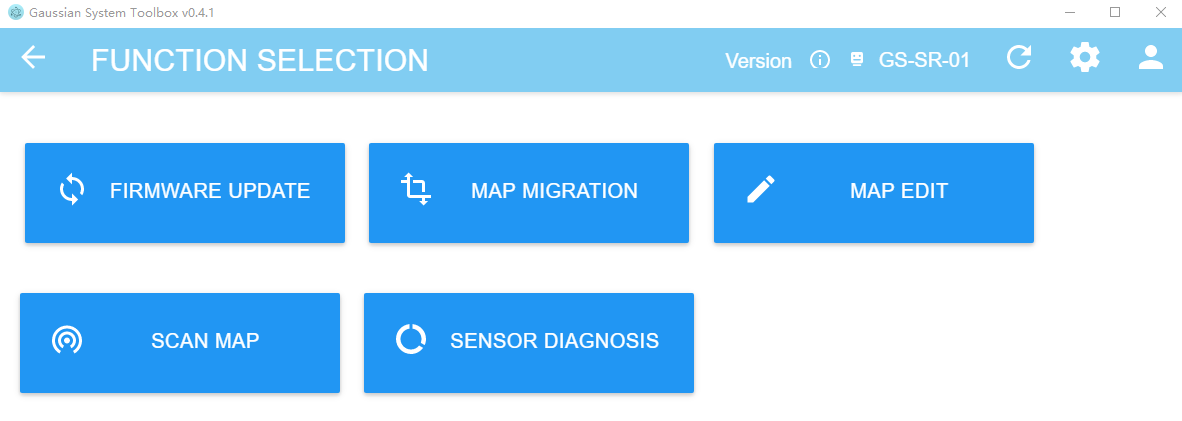 Gaussian System Toolbox v0.4.1
FUNCTION SELECTION
Version
GS-SR-01
FIRMWARE UPDATE
MAP MIGRATION
MAP EDIT
SCAN MAP
SENSOR DIAGNOSIS